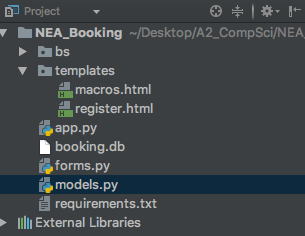 Project
NEA_Booking ~/Desktop/A2_CompSci/NEA_
bs
templates
macros.html
register.html
app.py
booking.db
forms.py
models.py
requirements.txt
External Libraries